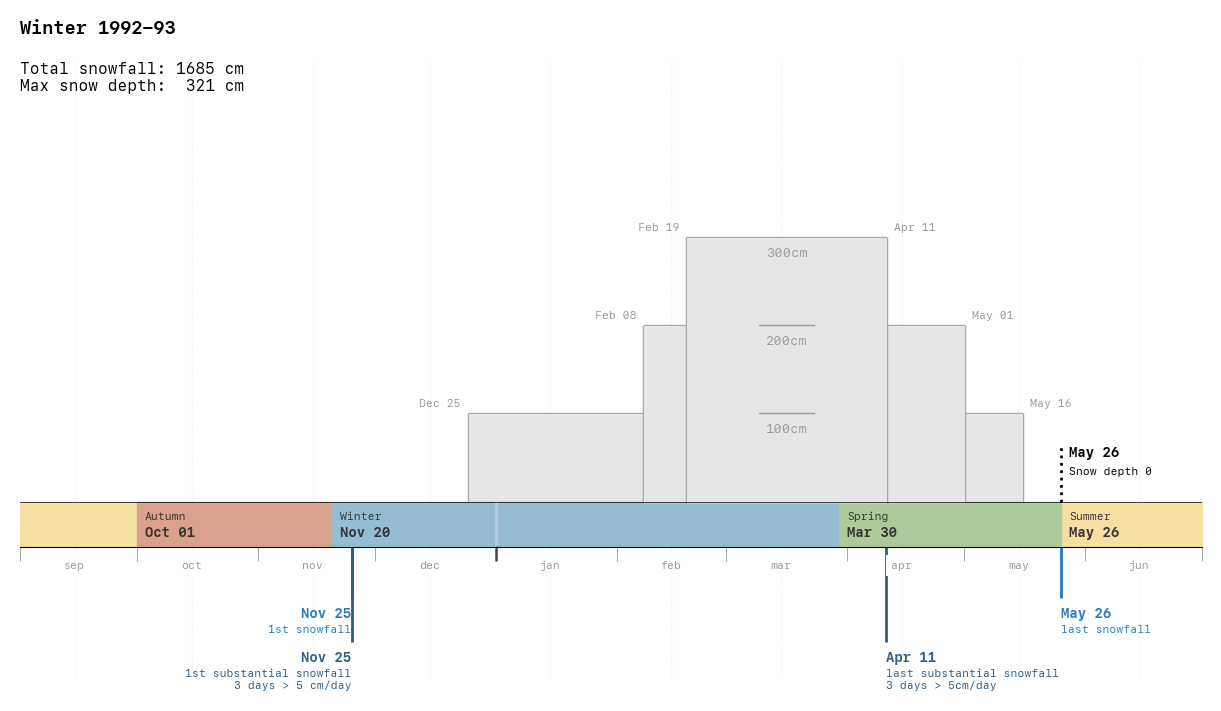 Winter 1992–93
Total snowfall: 1685 cm
Max snow depth:  321 cm
Feb 19
Apr 11
300cm
Feb 08
May 01
200cm
Dec 25
May 16
100cm
May 26
Snow depth 0
Autumn
Oct 01
Winter
Nov 20
Spring
Mar 30
Summer
May 26
sep
oct
nov
dec
jan
feb
mar
apr
may
jun
Nov 25
1st snowfall
May 26
last snowfall
Nov 25
1st substantial snowfall
3 days > 5 cm/day
Apr 11
last substantial snowfall
3 days > 5cm/day